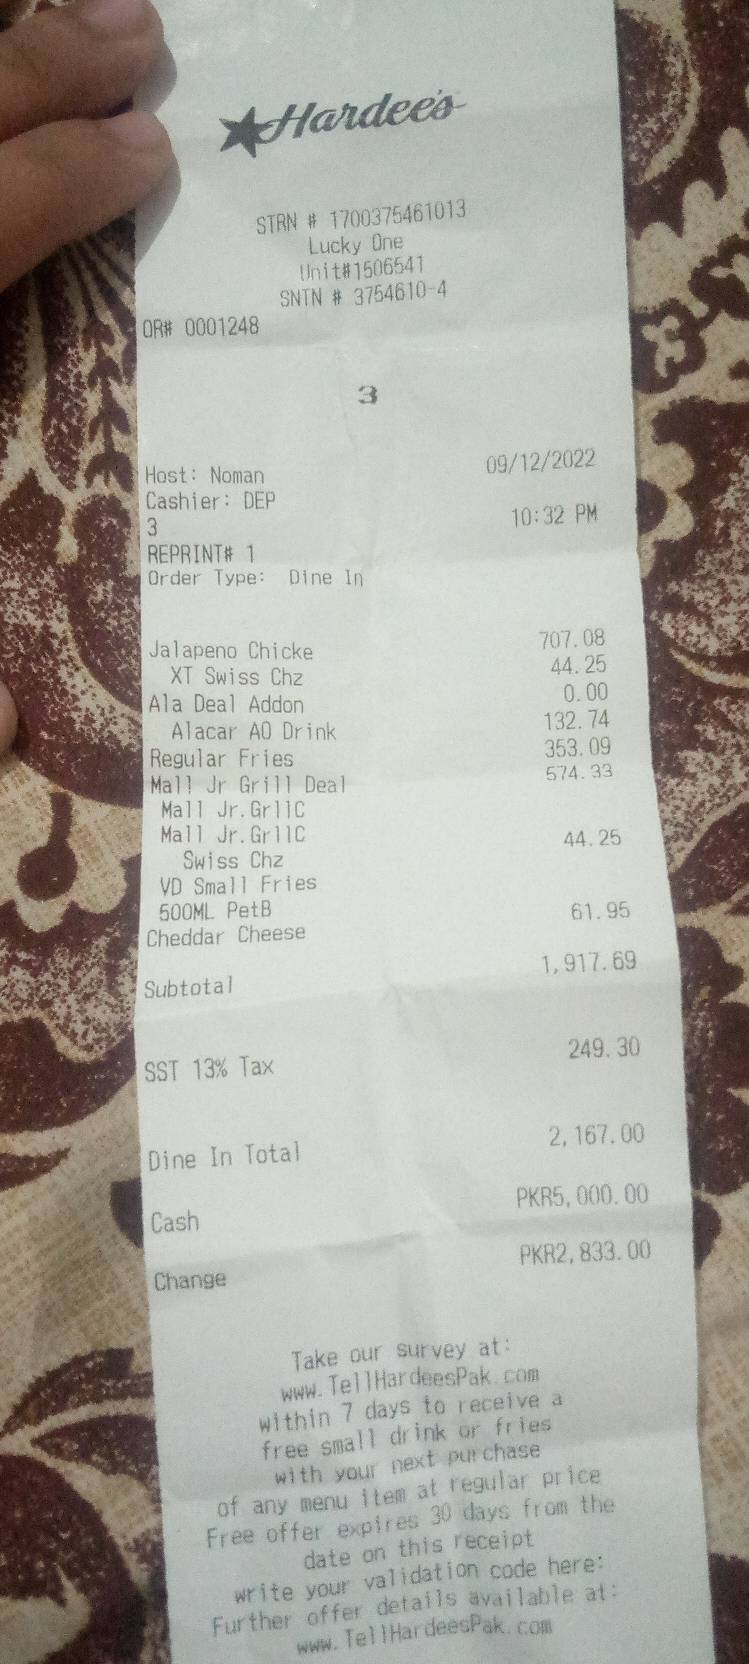 Hardee's
STRN # 1700375461013
Lucky One
Unit#1506541
SNTN # 3754610-4
OR# 0001248
3
Host: Noman 09/12/2022
Cashier: DEP
3 10:32 PM
REPRINT# 1
Order Type: Dine In
Jalapeno Chicke 707.08
XT Swiss Chz 44.25
Ala Deal Addon 0.00
Alacar AO Drink 132.74
Regular Fries 353.09
Mall Jr Grill Deal 574.33
Mall Jr.GrllC
Mall Jr.GrllC
Swiss Chz 44.25
VD Small Fries
500ML PetB
Cheddar Cheese 61.95
Subtotal 1,917.69
SST 13% Tax 249.30
Dine In Total 2,167.00
Cash PKR5,000.00
Change PKR2,833.00
Take our survey at:
www.TellHardeesPak.com
within 7 days to receive a
free small drink or fries
with your next purchase
of any menu item at regular price
Free offer expires 30 days from the
date on this receipt
write your validation code here:
Further offer details available at:
www.TellHardeesPak.com